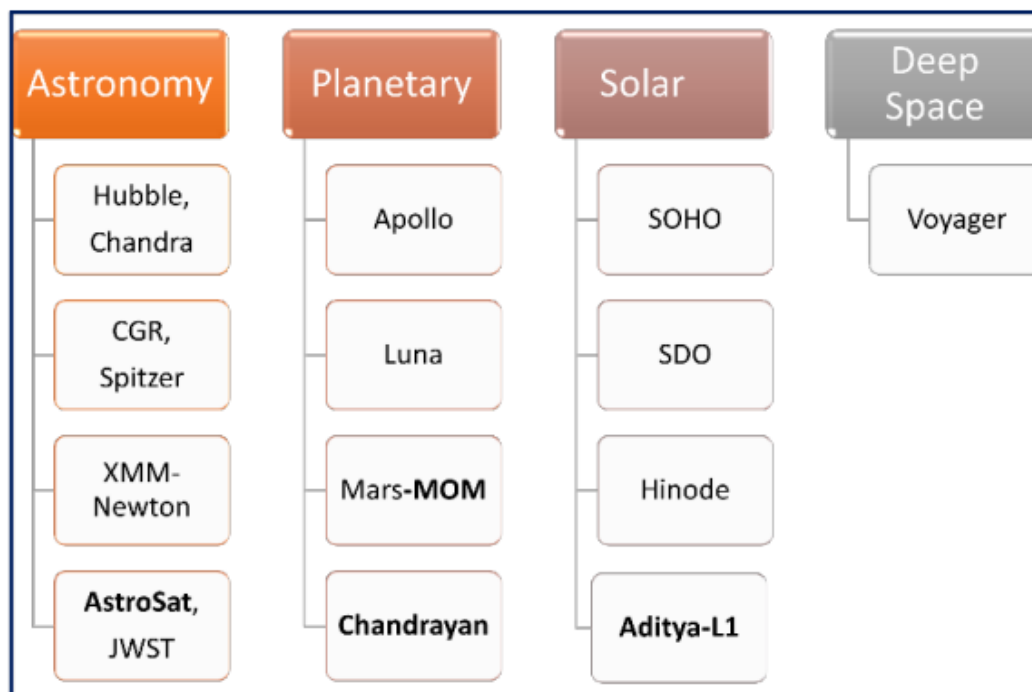 Astronomy
Hubble,
Chandra
CGR,
Spitzer
XMM-
Newton
AstroSat,
JWST
Planetary
Apollo
Luna
Mars-MOM
Chandrayan
Solar
SOHO
SDO
Hinode
Aditya-L1
Deep
Space
Voyager